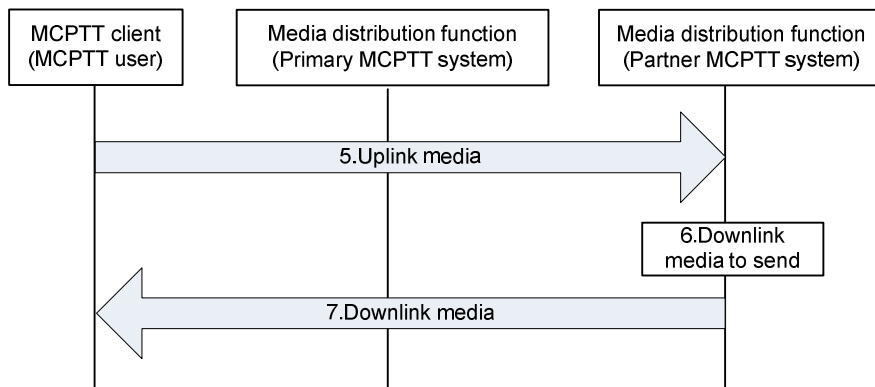 MCPTT client
(MCPTT user)
Media distribution function
(Primary MCPTT system)
Media distribution function
(Partner MCPTT system)
5.Uplink media
6.Downlink
media to send
7.Downlink media